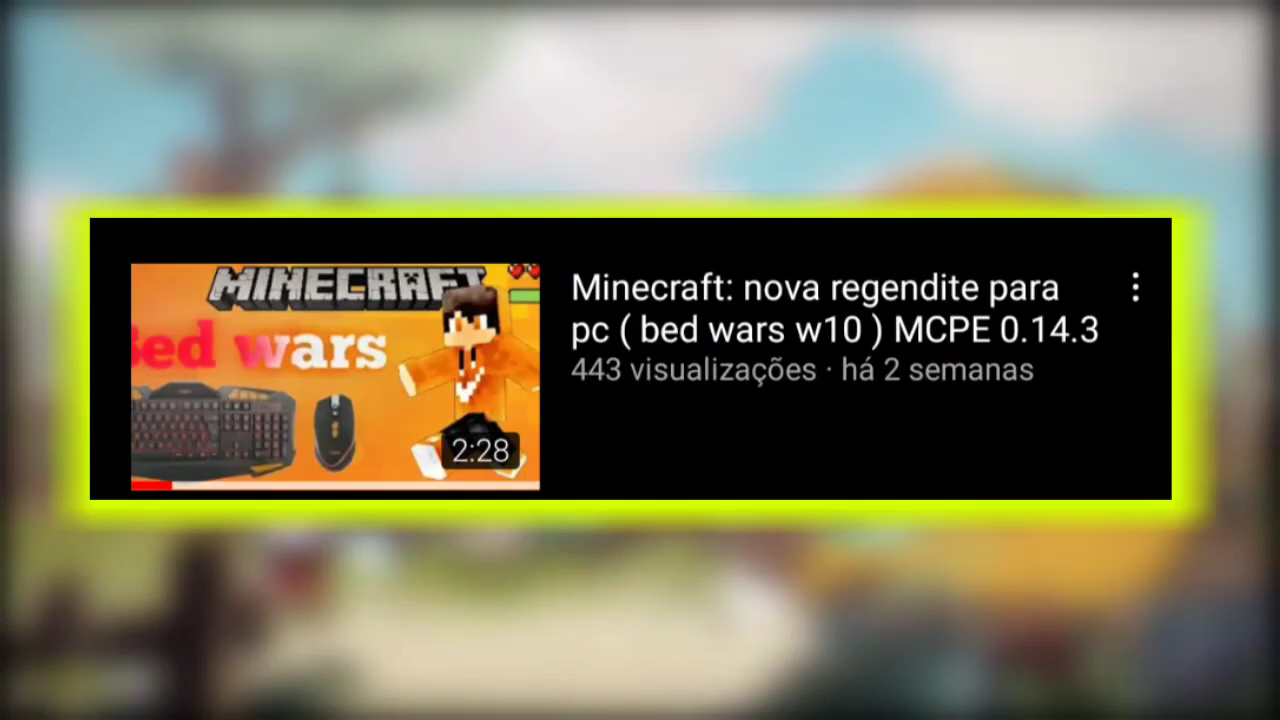 MINECRAFT
Bed wars
2:28
Minecraft: nova regendite para
pc ( bed wars w10 ) MCPE 0.14.3
443 visualizações · há 2 semanas